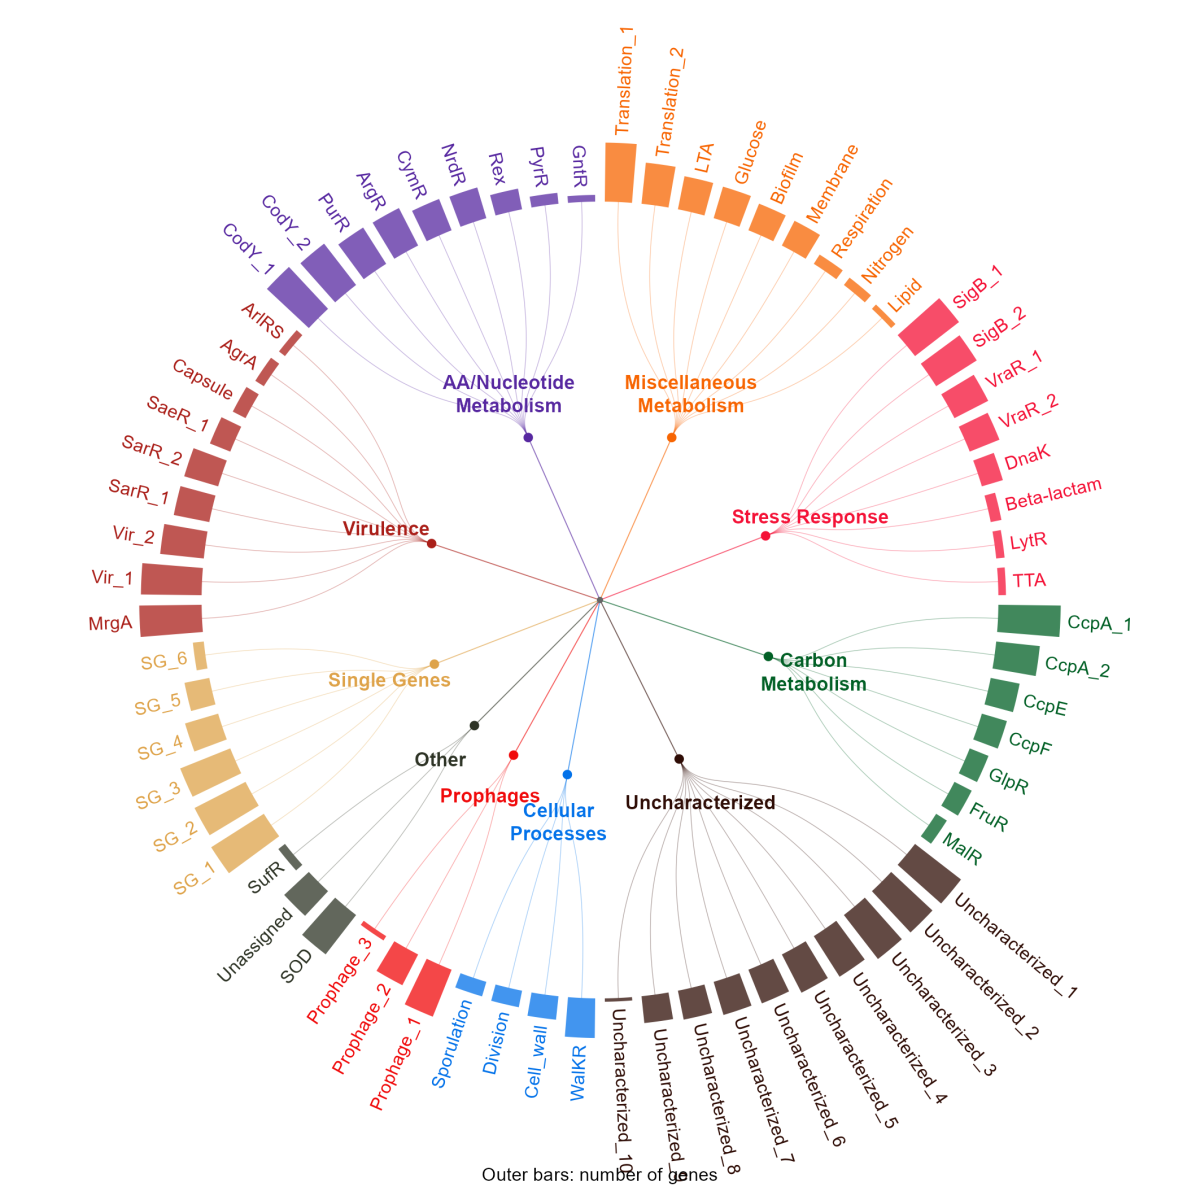 Translation_1
Translation_2
LTA
Glucose
Biofilm
Membrane
Respiration
Nitrogen
Lipid
SigB_1
SigB_2
VraR_1
VraR_2
DnaK
Beta-lactam
LytR
TTA
CcpA_1
CcpA_2
CcpE
CcpF
GlpR
FruR
MalR
Uncharacterized_1
Uncharacterized_2
Uncharacterized_3
Uncharacterized_4
Uncharacterized_5
Uncharacterized_6
Uncharacterized_7
Uncharacterized_8
Uncharacterized_9
Uncharacterized_10
WalKR
Cell_wall
Division
Sporulation
Prophage_1
Prophage_2
Prophage_3
SOD
Unassigned
SufR
SG_1
SG_2
SG_3
SG_4
SG_5
SG_6
MrgA
Vir_1
Vir_2
SarR_1
SarR_2
SaeR_1
Capsule
AgrA
ArlRS
CodY_1
CodY_2
PurR
ArgR
CymR
NrdR
Rex
PyrR
GntR
AA/Nucleotide
Metabolism
Miscellaneous
Metabolism
Stress Response
Virulence
Carbon
Metabolism
Single Genes
Other
Prophages
Cellular
Processes
Uncharacterized
Outer bars: number of genes